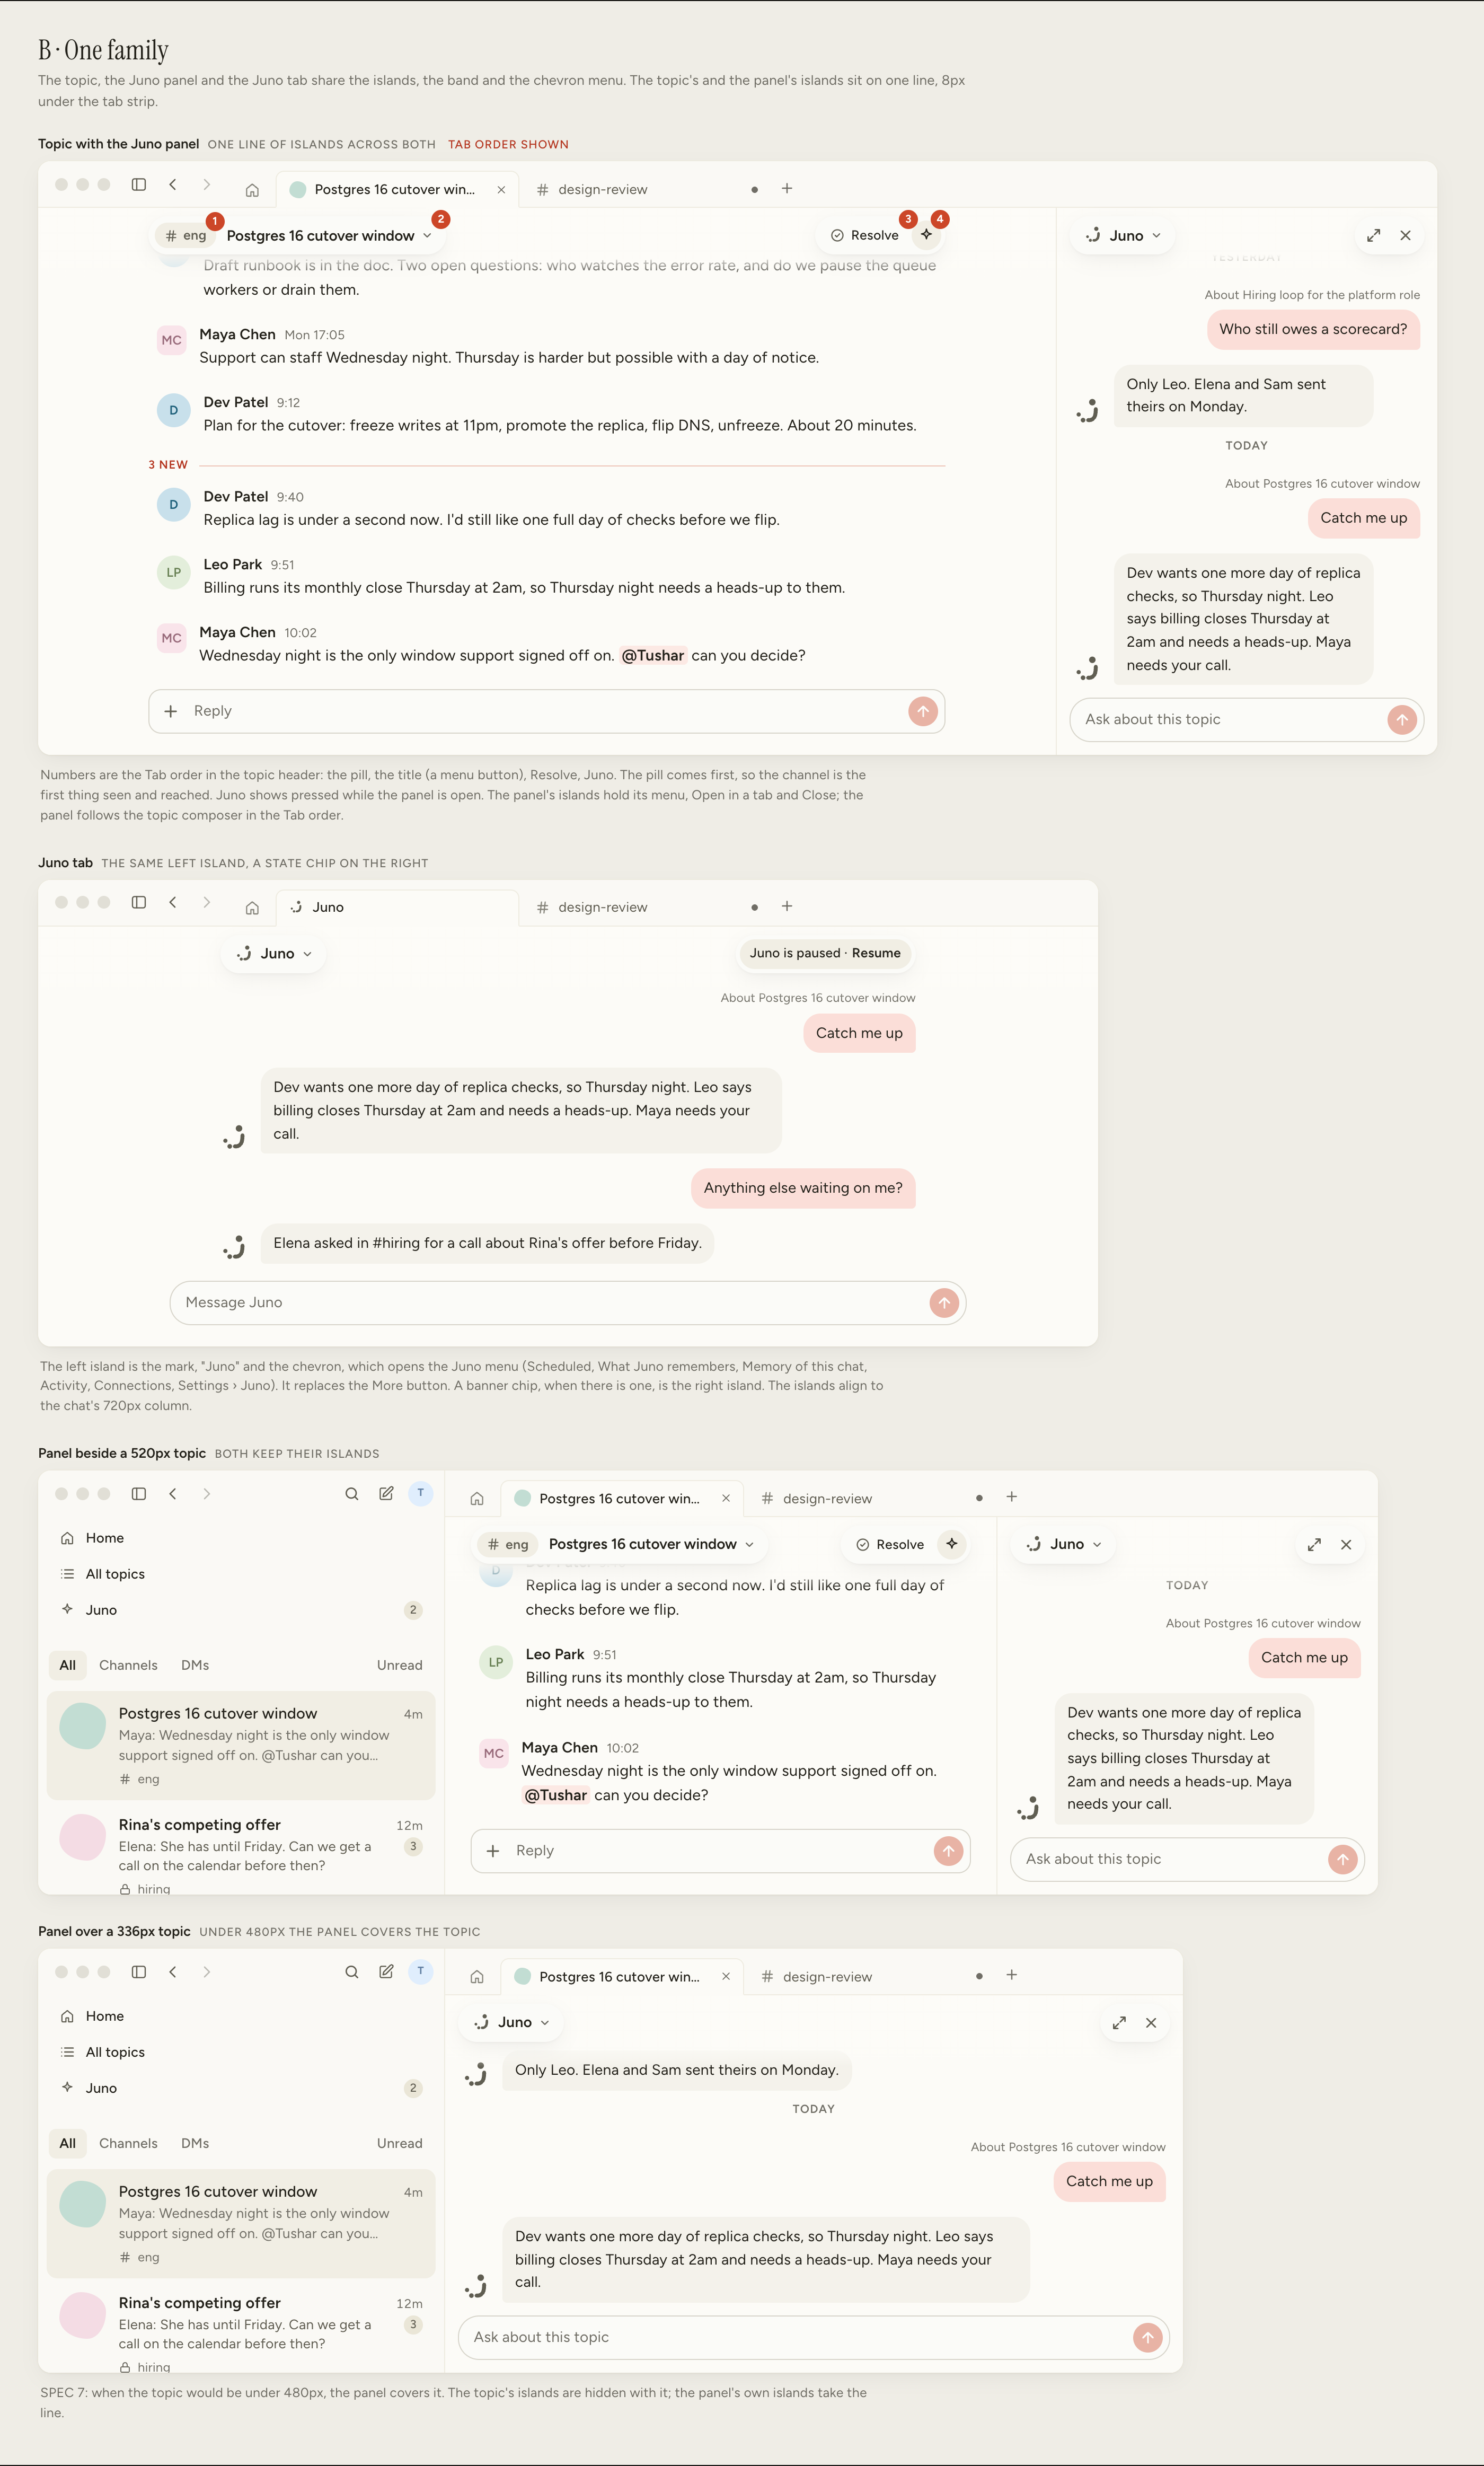 B · One family
The topic, the Juno panel and the Juno tab share the islands, the band and the chevron menu. The topic's and the panel's islands sit on one line, 8px
under the tab strip.
Topic with the Juno panel ONE LINE OF ISLANDS ACROSS BOTH TAB ORDER SHOWN
Postgres 16 cutover win...
# design-review
1
2
3
4
# eng
Postgres 16 cutover window
Resolve
Draft runbook is in the doc. Two open questions: who watches the error rate, and do we pause the queue
workers or drain them.
MC
Maya Chen Mon 17:05
Support can staff Wednesday night. Thursday is harder but possible with a day of notice.
D
Dev Patel 9:12
Plan for the cutover: freeze writes at 11pm, promote the replica, flip DNS, unfreeze. About 20 minutes.
3 NEW
D
Dev Patel 9:40
Replica lag is under a second now. I'd still like one full day of checks before we flip.
LP
Leo Park 9:51
Billing runs its monthly close Thursday at 2am, so Thursday night needs a heads-up to them.
MC
Maya Chen 10:02
Wednesday night is the only window support signed off on. @Tushar can you decide?
Reply
Juno
YESTERDAY
About Hiring loop for the platform role
Who still owes a scorecard?
Only Leo. Elena and Sam sent
theirs on Monday.
TODAY
About Postgres 16 cutover window
Catch me up
Dev wants one more day of replica
checks, so Thursday night. Leo
says billing closes Thursday at
2am and needs a heads-up. Maya
needs your call.
Ask about this topic
Numbers are the Tab order in the topic header: the pill, the title (a menu button), Resolve, Juno. The pill comes first, so the channel is the
first thing seen and reached. Juno shows pressed while the panel is open. The panel's islands hold its menu, Open in a tab and Close; the
panel follows the topic composer in the Tab order.
Juno tab THE SAME LEFT ISLAND, A STATE CHIP ON THE RIGHT
Juno
# design-review
Juno
Juno is paused · Resume
About Postgres 16 cutover window
Catch me up
Dev wants one more day of replica checks, so Thursday night. Leo says
billing closes Thursday at 2am and needs a heads-up. Maya needs your
call.
Anything else waiting on me?
Elena asked in #hiring for a call about Rina's offer before Friday.
Message Juno
The left island is the mark, "Juno" and the chevron, which opens the Juno menu (Scheduled, What Juno remembers, Memory of this chat,
Activity, Connections, Settings › Juno). It replaces the More button. A banner chip, when there is one, is the right island. The islands align to
the chat's 720px column.
Panel beside a 520px topic BOTH KEEP THEIR ISLANDS
T
Home
All topics
Juno
2
All Channels DMs Unread
Postgres 16 cutover window 4m
Maya: Wednesday night is the only window
support signed off on. @Tushar can you...
# eng
Rina's competing offer 12m
Elena: She has until Friday. Can we get a
3
call on the calendar before then?
hiring
Postgres 16 cutover win...
# design-review
# eng
Postgres 16 cutover window
Resolve
D
Replica lag is under a second now. I'd still like one full day of
checks before we flip.
LP
Leo Park 9:51
Billing runs its monthly close Thursday at 2am, so Thursday
night needs a heads-up to them.
MC
Maya Chen 10:02
Wednesday night is the only window support signed off on.
@Tushar can you decide?
Reply
Juno
TODAY
About Postgres 16 cutover window
Catch me up
Dev wants one more day of replica
checks, so Thursday night. Leo
says billing closes Thursday at
2am and needs a heads-up. Maya
needs your call.
Ask about this topic
Panel over a 336px topic UNDER 480PX THE PANEL COVERS THE TOPIC
T
Home
All topics
Juno
2
All Channels DMs Unread
Postgres 16 cutover window 4m
Maya: Wednesday night is the only window
support signed off on. @Tushar can you...
# eng
Rina's competing offer 12m
Elena: She has until Friday. Can we get a
3
call on the calendar before then?
hiring
Postgres 16 cutover win...
# design-review
Juno
Only Leo. Elena and Sam sent theirs on Monday.
TODAY
About Postgres 16 cutover window
Catch me up
Dev wants one more day of replica checks, so Thursday night. Leo says
billing closes Thursday at 2am and needs a heads-up. Maya needs your
call.
Ask about this topic
SPEC 7: when the topic would be under 480px, the panel covers it. The topic's islands are hidden with it; the panel's own islands take the
line.